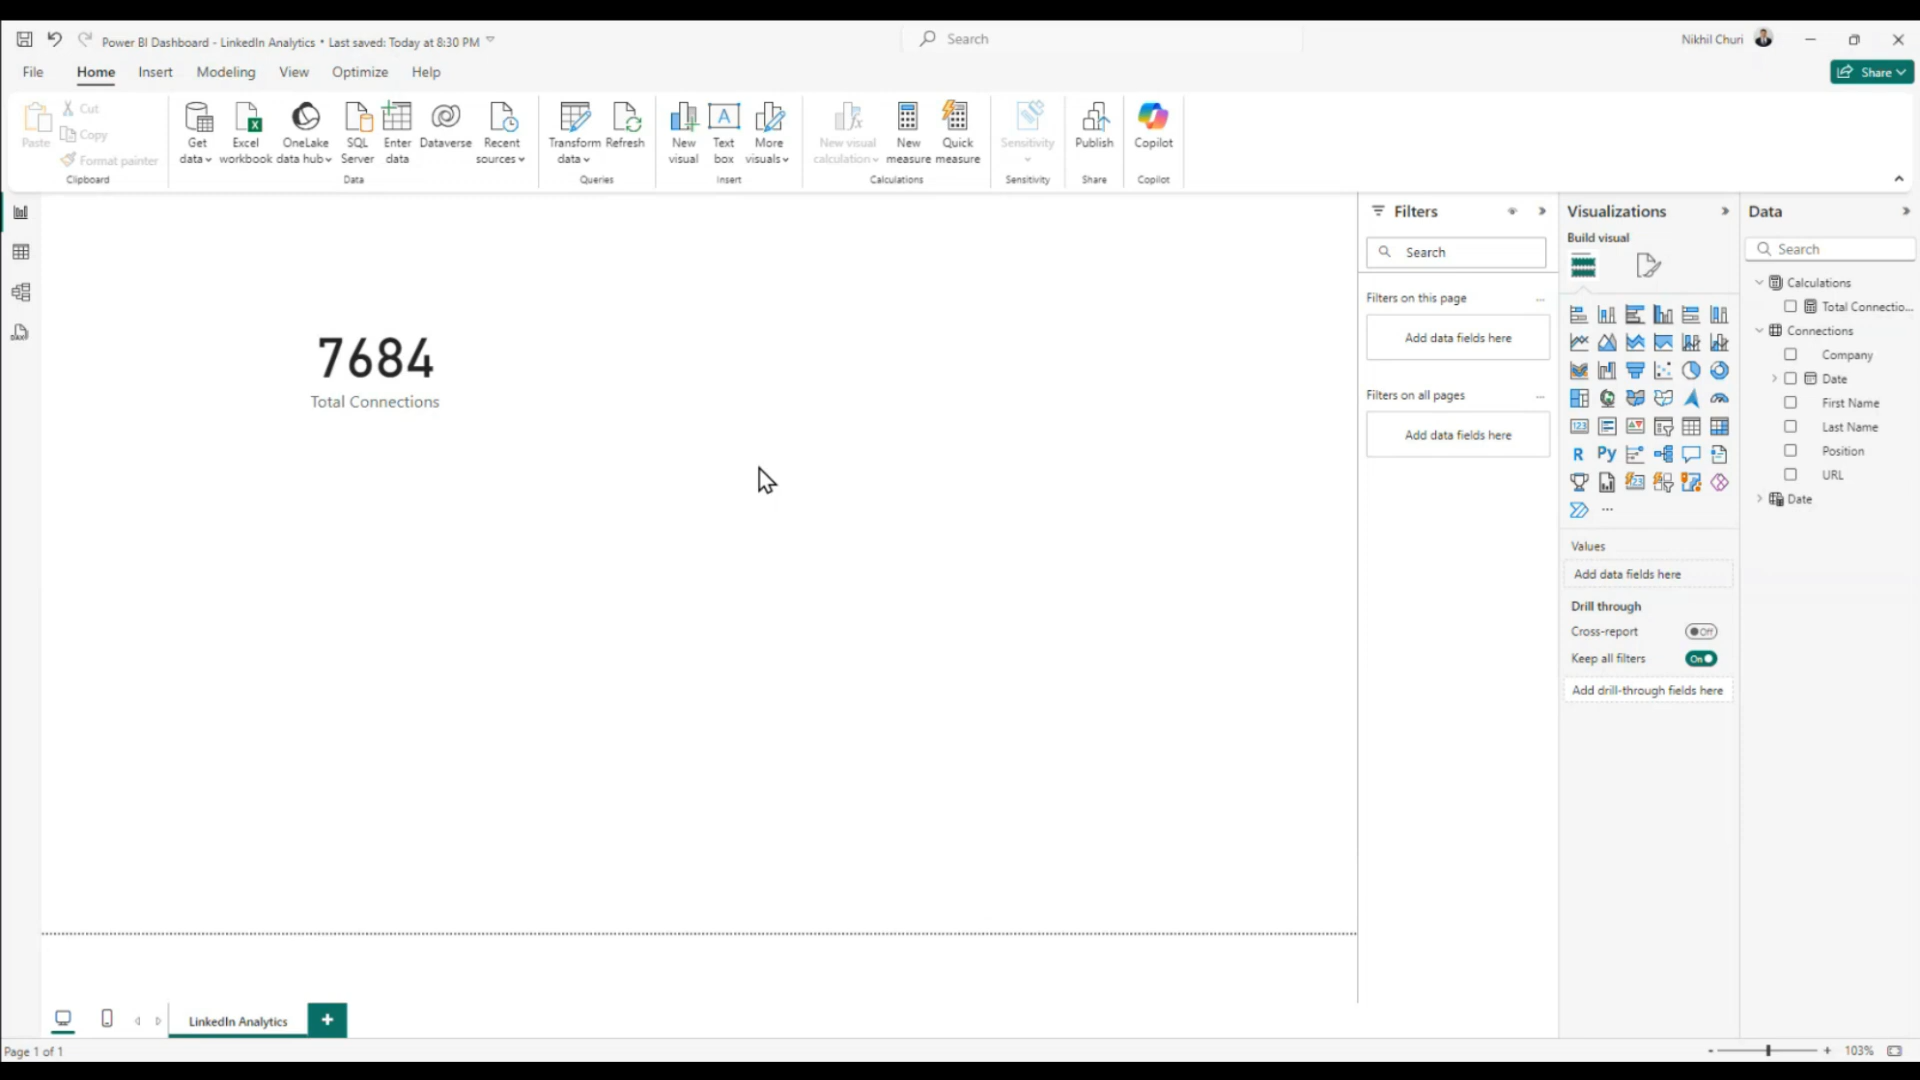 Power BI Dashboard - LinkedIn Analytics • Last saved: Today at 8:30 PM
Search
Nikhil Churi
File Home Insert Modeling View Optimize Help
Share
Paste
Cut
Copy
Format painter
Clipboard
Get data
Excel workbook
OneLake data hub
SQL Server
Enter data
Dataverse
Recent sources
Data
Transform data
Refresh
Queries
New visual
Text box
More visuals
Insert
New visual calculation
New measure
Quick measure
Calculations
Sensitivity
Sensitivity
Publish
Share
Copilot
Copilot
7684
Total Connections
Filters
Search
Filters on this page
...
Add data fields here
Filters on all pages
...
Add data fields here
Visualizations
Build visual
123
R
Py
...
Values
Add data fields here
Drill through
Cross-report
Off
Keep all filters
On
Add drill-through fields here
Data
Search
Calculations
Total Connectio...
Connections
Company
Date
First Name
Last Name
Position
URL
Date
LinkedIn Analytics
+
Page 1 of 1
- + 103%